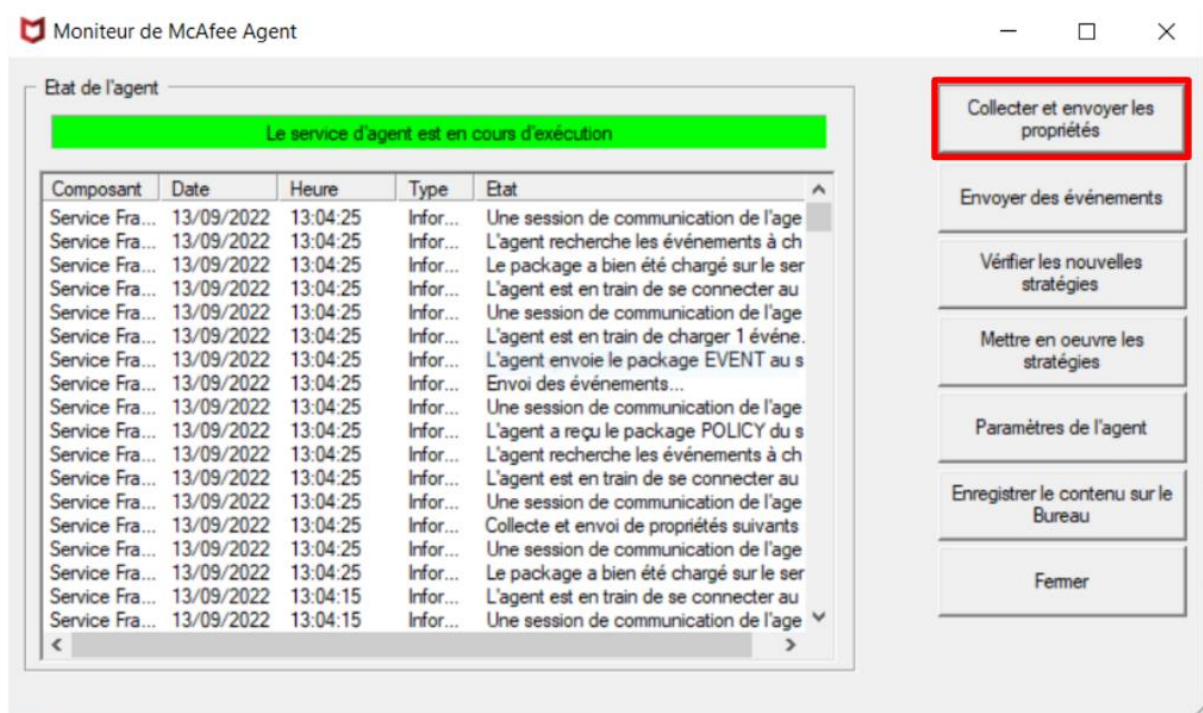 Moniteur de McAfee Agent
Etat de l'agent
Le service d'agent est en cours d'exécution
Composant Date Heure Type Etat
Service Fra... 13/09/2022 13:04:25 Infor... Une session de communication de l'age
Service Fra... 13/09/2022 13:04:25 Infor... L'agent recherche les événements à ch
Service Fra... 13/09/2022 13:04:25 Infor... Le package a bien été chargé sur le ser
Service Fra... 13/09/2022 13:04:25 Infor... L'agent est en train de se connecter au
Service Fra... 13/09/2022 13:04:25 Infor... Une session de communication de l'age
Service Fra... 13/09/2022 13:04:25 Infor... L'agent est en train de charger 1 événe.
Service Fra... 13/09/2022 13:04:25 Infor... L'agent envoie le package EVENT au s
Service Fra... 13/09/2022 13:04:25 Infor... Envoi des événements...
Service Fra... 13/09/2022 13:04:25 Infor... Une session de communication de l'age
Service Fra... 13/09/2022 13:04:25 Infor... L'agent a reçu le package POLICY du s
Service Fra... 13/09/2022 13:04:25 Infor... L'agent recherche les événements à ch
Service Fra... 13/09/2022 13:04:25 Infor... L'agent est en train de se connecter au
Service Fra... 13/09/2022 13:04:25 Infor... Une session de communication de l'age
Service Fra... 13/09/2022 13:04:25 Infor... Collecte et envoi de propriétés suivants
Service Fra... 13/09/2022 13:04:25 Infor... Une session de communication de l'age
Service Fra... 13/09/2022 13:04:25 Infor... Le package a bien été chargé sur le ser
Service Fra... 13/09/2022 13:04:15 Infor... L'agent est en train de se connecter au
Service Fra... 13/09/2022 13:04:15 Infor... Une session de communication de l'age
Collecter et envoyer les
propriétés
Envoyer des événements
Vérifier les nouvelles
stratégies
Mettre en oeuvre les
stratégies
Paramètres de l'agent
Enregistrer le contenu sur le
Bureau
Fermer